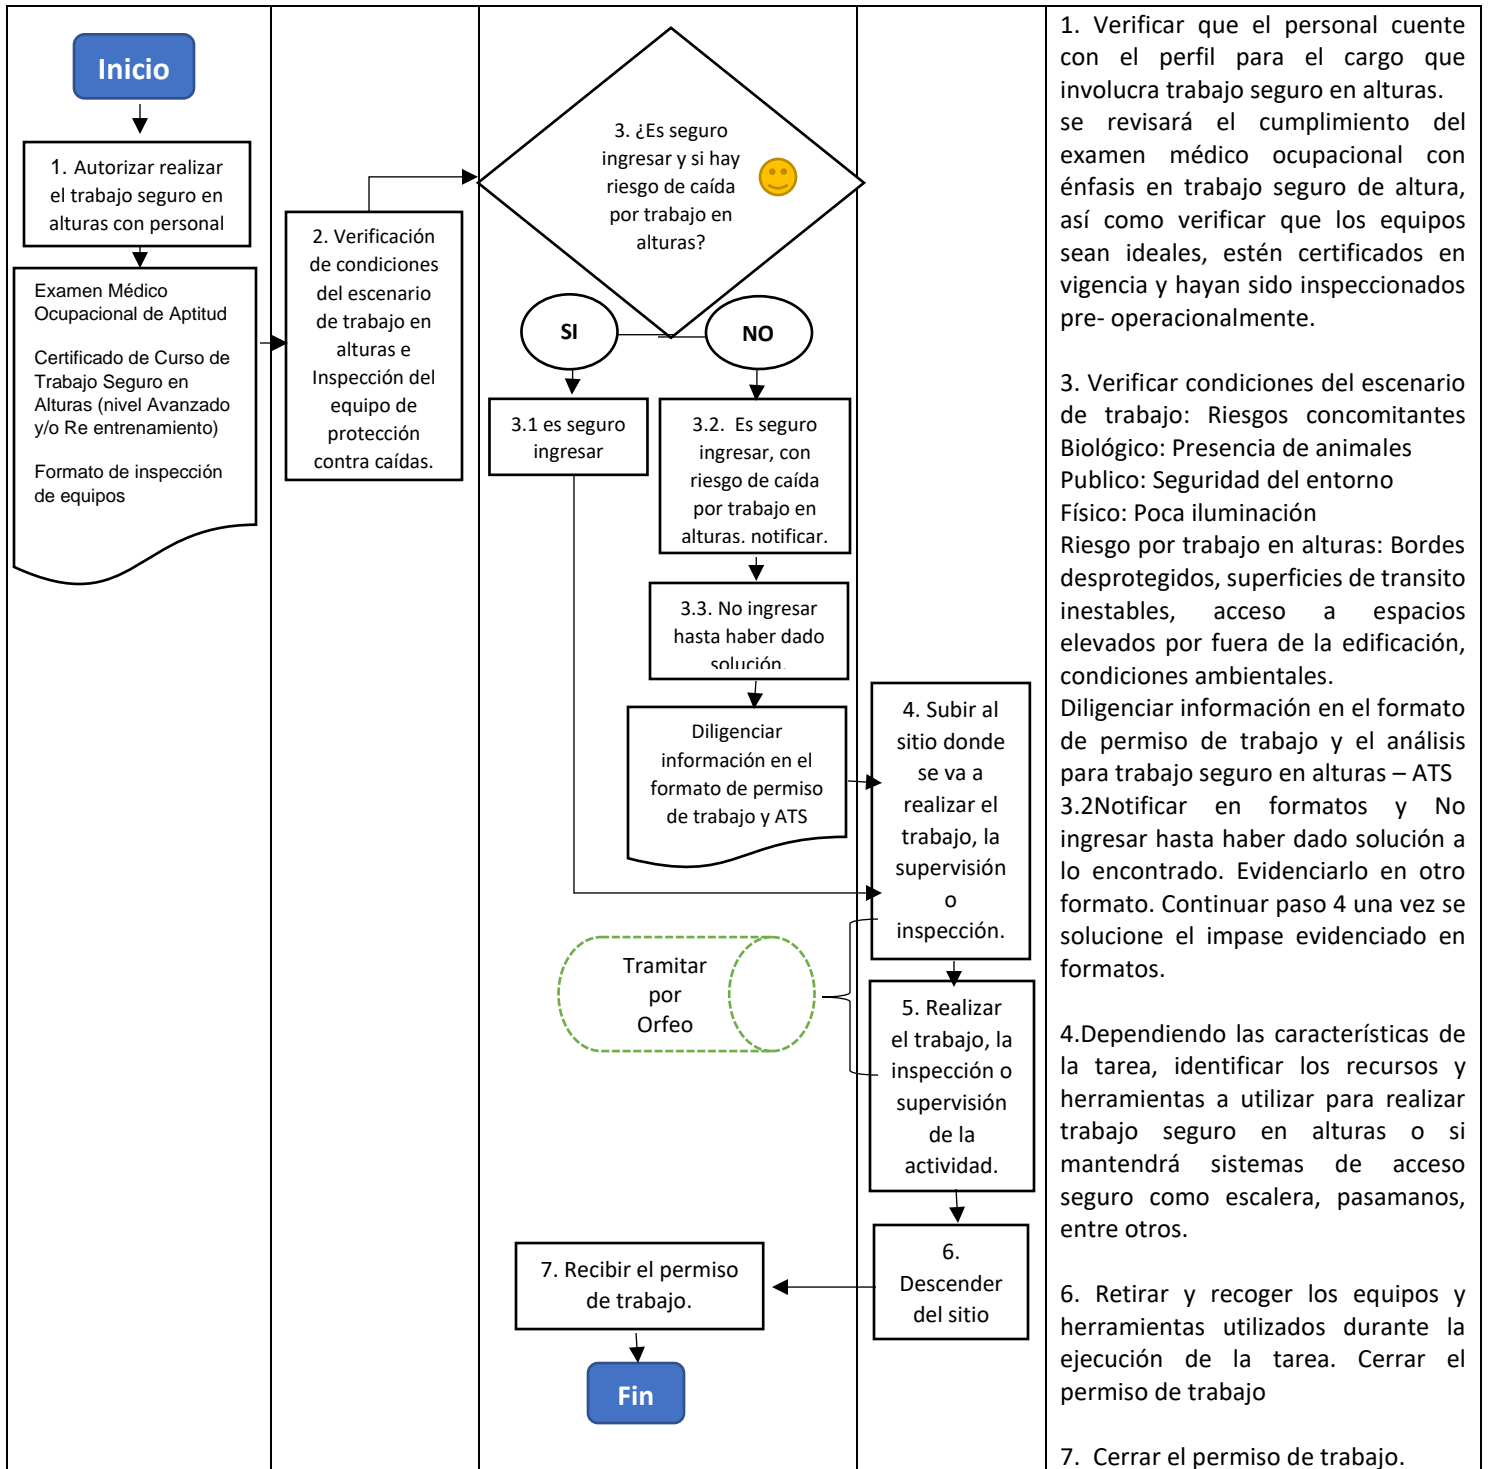 Inicio
1. Autorizar realizar
el trabajo seguro en
alturas con personal
Examen Médico
Ocupacional de Aptitud
Certificado de Curso de
Trabajo Seguro en
Alturas (nivel Avanzado
y/o Re entrenamiento)
Formato de inspección
de equipos
2. Verificación
de condiciones
del escenario
de trabajo en
alturas e
Inspección del
equipo de
protección
contra caídas.
3. ¿Es seguro
ingresar y si hay
riesgo de caída
por trabajo en
alturas?
SI
NO
3.1 es seguro
ingresar
3.2. Es seguro
ingresar, con
riesgo de caída
por trabajo en
alturas. notificar.
3.3. No ingresar
hasta haber dado
solución.
Diligenciar
información en el
formato de permiso
de trabajo y ATS
4. Subir al
sitio donde
se va a
realizar el
trabajo, la
supervisión
o
inspección.
Tramitar
por
Orfeo
5. Realizar
el trabajo, la
inspección o
supervisión
de la
actividad.
6.
Descender
del sitio
7. Recibir el permiso
de trabajo.
Fin
1. Verificar que el personal cuente
con el perfil para el cargo que
involucra trabajo seguro en alturas.
se revisará el cumplimiento del
examen médico ocupacional con
énfasis en trabajo seguro de altura,
así como verificar que los equipos
sean ideales, estén certificados en
vigencia y hayan sido inspeccionados
pre- operacionalmente.
3. Verificar condiciones del escenario
de trabajo: Riesgos concomitantes
Biológico: Presencia de animales
Publico: Seguridad del entorno
Físico: Poca iluminación
Riesgo por trabajo en alturas: Bordes
desprotegidos, superficies de transito
inestables, acceso a espacios
elevados por fuera de la edificación,
condiciones ambientales.
Diligenciar información en el formato
de permiso de trabajo y el análisis
para trabajo seguro en alturas – ATS
3.2Notificar en formatos y No
ingresar hasta haber dado solución a
lo encontrado. Evidenciarlo en otro
formato. Continuar paso 4 una vez se
solucione el impase evidenciado en
formatos.
4.Dependiendo las características de
la tarea, identificar los recursos y
herramientas a utilizar para realizar
trabajo seguro en alturas o si
mantendrá sistemas de acceso
seguro como escalera, pasamanos,
entre otros.
6. Retirar y recoger los equipos y
herramientas utilizados durante la
ejecución de la tarea. Cerrar el
permiso de trabajo
7. Cerrar el permiso de trabajo.